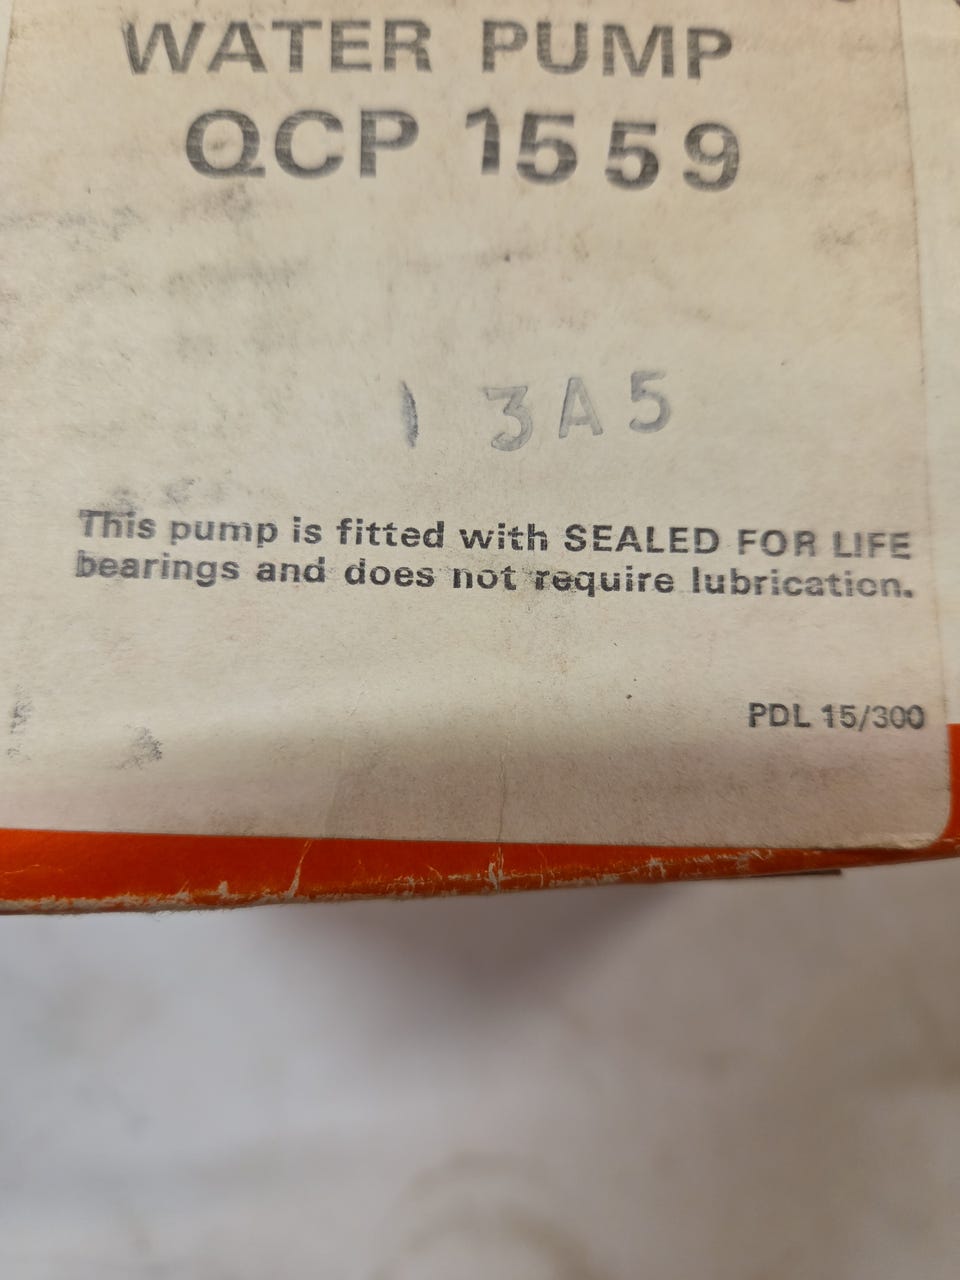 WATER PUMP
QCP 1559
1 3A5
This pump is fitted with SEALED FOR LIFE
bearings and does not require lubrication.
PDL 15/300